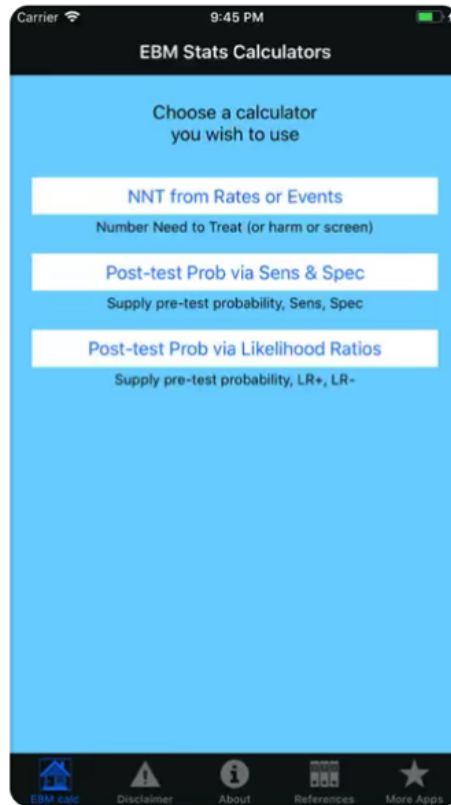 Carrier 9:45 PM
EBM Stats Calculators
Choose a calculator
you wish to use
NNT from Rates or Events
Number Need to Treat (or harm or screen)
Post-test Prob via Sens & Spec
Supply pre-test probability, Sens, Spec
Post-test Prob via Likelihood Ratios
Supply pre-test probability, LR+, LR-
EBM calc Disclaimer About References More Apps